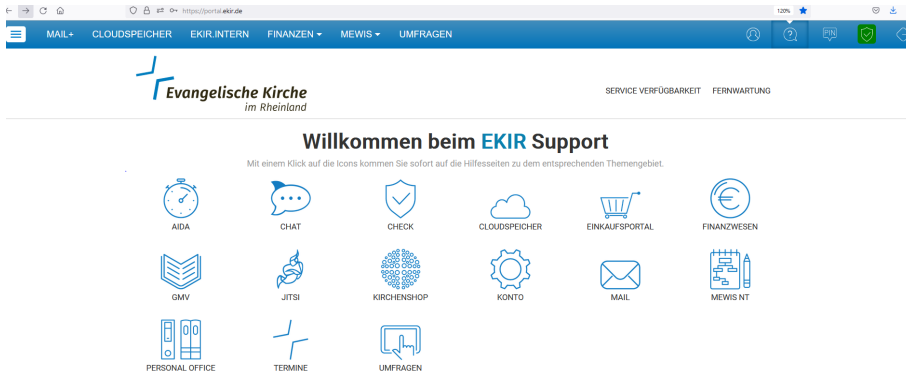 https://portal.ekir.de
120%
MAIL+ CLOUDSPEICHER EKIR.INTERN FINANZEN MEWIS UMFRAGEN
PIN
Evangelische Kirche
im Rheinland
SERVICE VERFÜGBARKEIT FERNWARTUNG
Willkommen beim EKIR Support
Mit einem Klick auf die Icons kommen Sie sofort auf die Hilfesseiten zu dem entsprechenden Themengebiet.
AIDA CHAT CHECK CLOUDSPEICHER EINKAUFSPORTAL FINANZWESEN
GMV JITSI KIRCHENSHOP KONTO MAIL MEWIS NT
PERSONAL OFFICE TERMINE UMFRAGEN